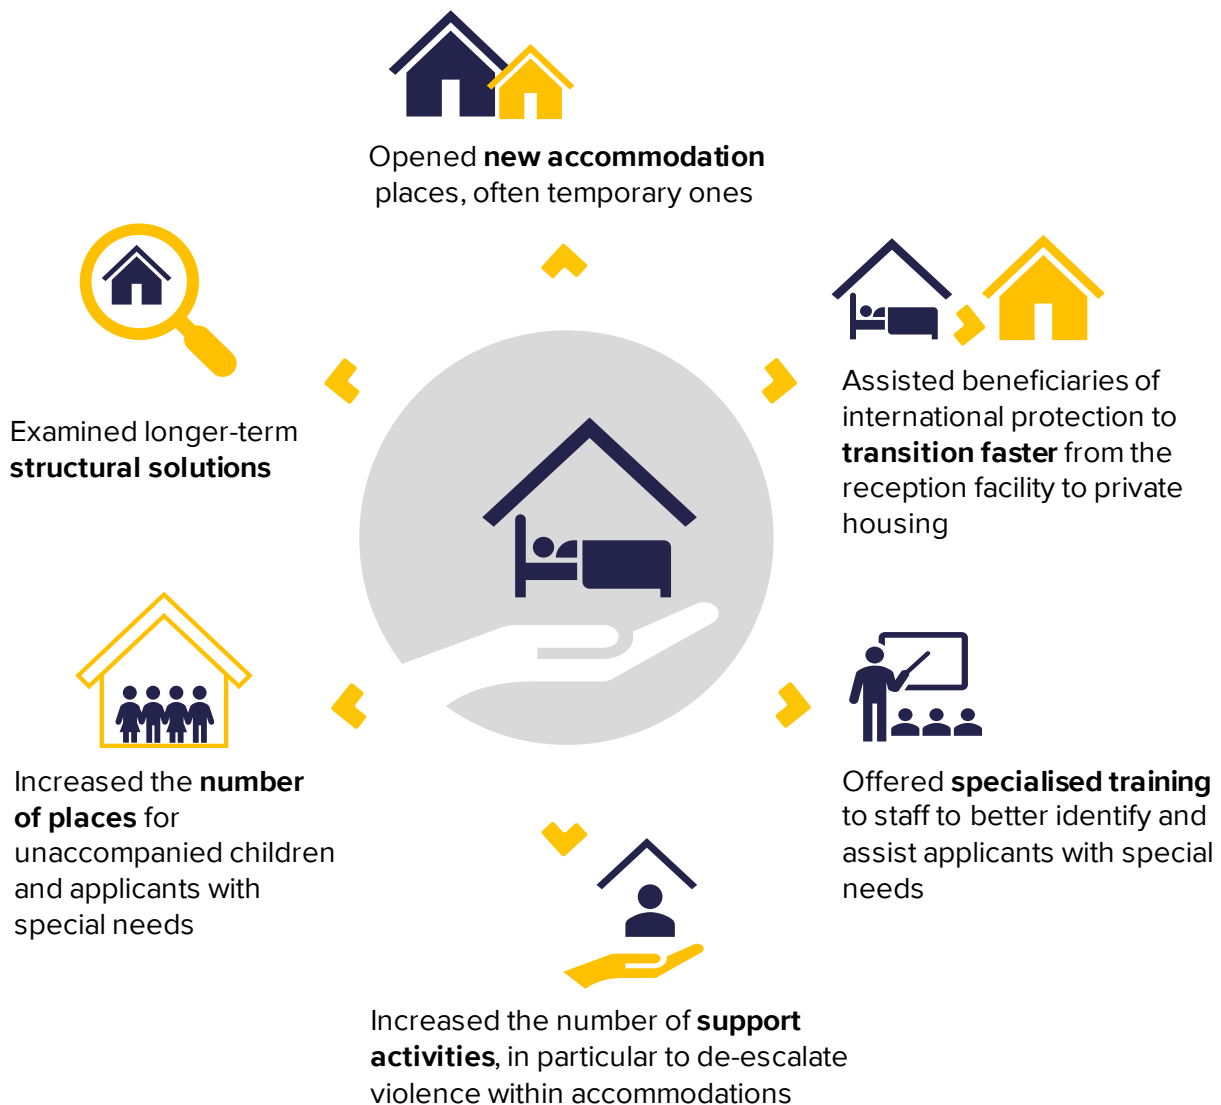 Opened new accommodation
places, often temporary ones
Assisted beneficiaries of
international protection to
transition faster from the
reception facility to private
housing
Offered specialised training
to staff to better identify and
assist applicants with special
needs
Increased the number of support
activities, in particular to de-escalate
violence within accommodations
Increased the number
of places for
unaccompanied children
and applicants with
special needs
Examined longer-term
structural solutions